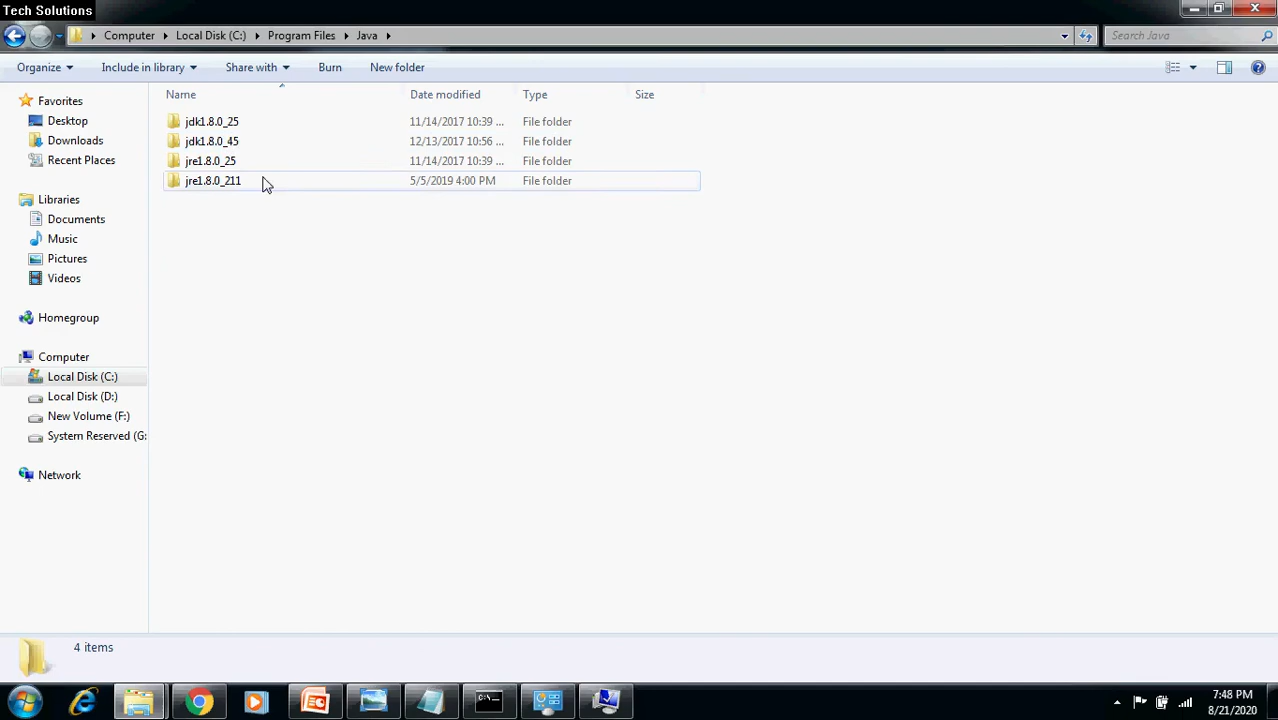 Tech Solutions
Computer Local Disk (C:) Program Files Java Search Java
Organize Include in library Share with Burn New folder
Name Date modified Type Size
Favorites
Desktop
Downloads
Recent Places
Libraries
Documents
Music
Pictures
Videos
Homegroup
Computer
Local Disk (C:)
Local Disk (D:)
New Volume (F:)
System Reserved (G:
Network
jdk1.8.0_25 11/14/2017 10:39 ... File folder
jdk1.8.0_45 12/13/2017 10:56 ... File folder
jre1.8.0_25 11/14/2017 10:39 ... File folder
jre1.8.0_211 5/5/2019 4:00 PM File folder
4 items
7:48 PM
8/21/2020